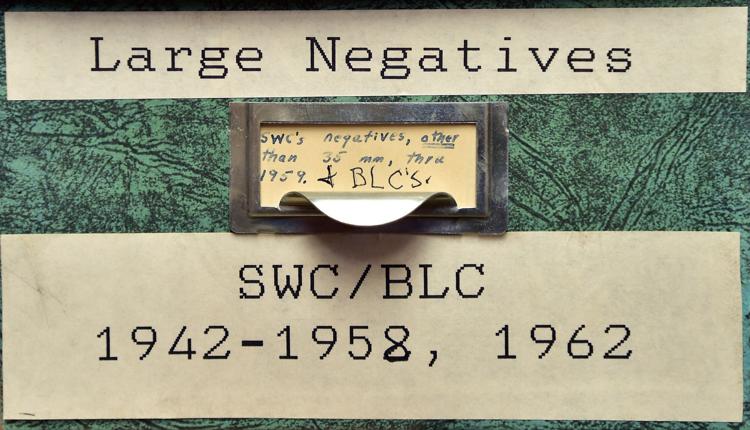 Large Negatives
SWC's negatives, other
than 35 mm, thru
1959. & BLC's.
SWC/BLC
1942-1958, 1962